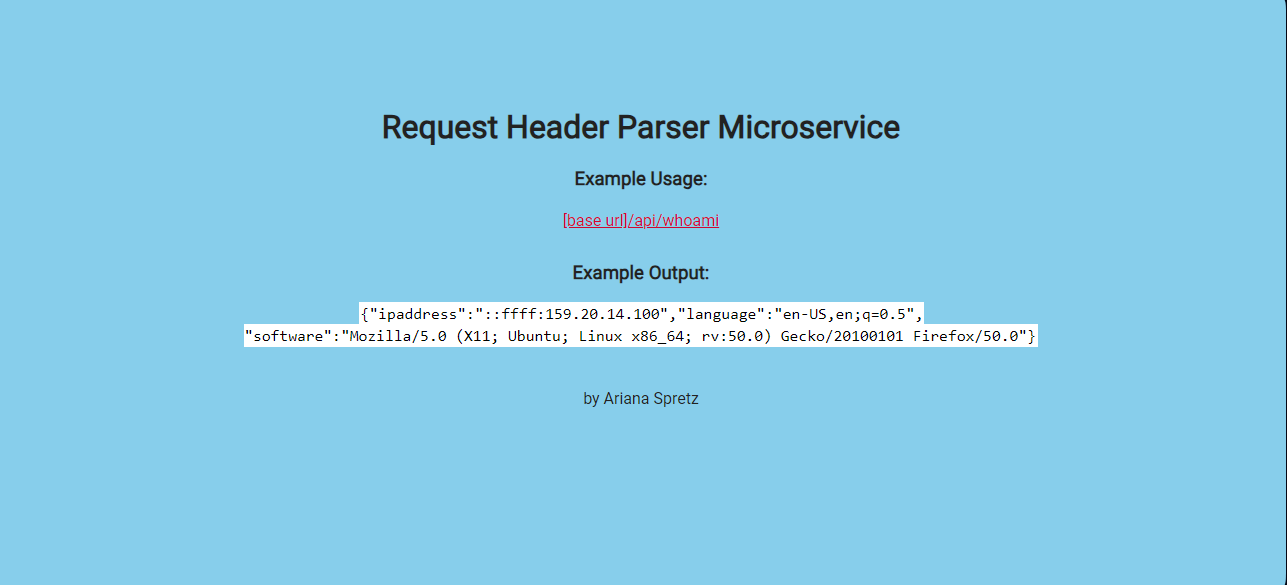 Request Header Parser Microservice
Example Usage:
[base url]/api/whoami
Example Output:
{"ipaddress":"::ffff:159.20.14.100","language":"en-US,en;q=0.5",
"software":"Mozilla/5.0 (X11; Ubuntu; Linux x86_64; rv:50.0) Gecko/20100101 Firefox/50.0"}
by Ariana Spretz